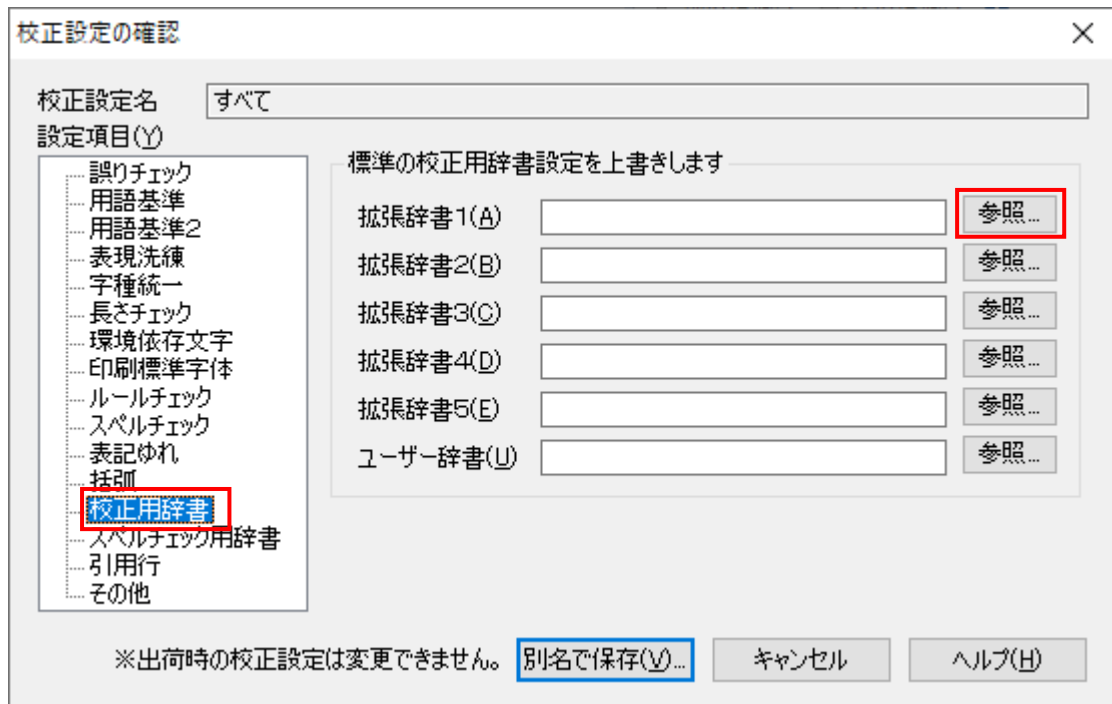 校正設定の確認
校正設定名 すべて
設定項目(Y)
誤りチェック
用語基準
用語基準2
表現洗練
字種統一
長さチェック
環境依存文字
印刷標準字体
ルールチェック
スペルチェック
表記ゆれ
括弧
校正用辞書
スペルチェック用辞書
引用行
その他
標準の校正用辞書設定を上書きします
拡張辞書1(A) 参照...
拡張辞書2(B) 参照...
拡張辞書3(C) 参照...
拡張辞書4(D) 参照...
拡張辞書5(E) 参照...
ユーザー辞書(U) 参照...
※出荷時の校正設定は変更できません。 別名で保存(V)... キャンセル ヘルプ(H)